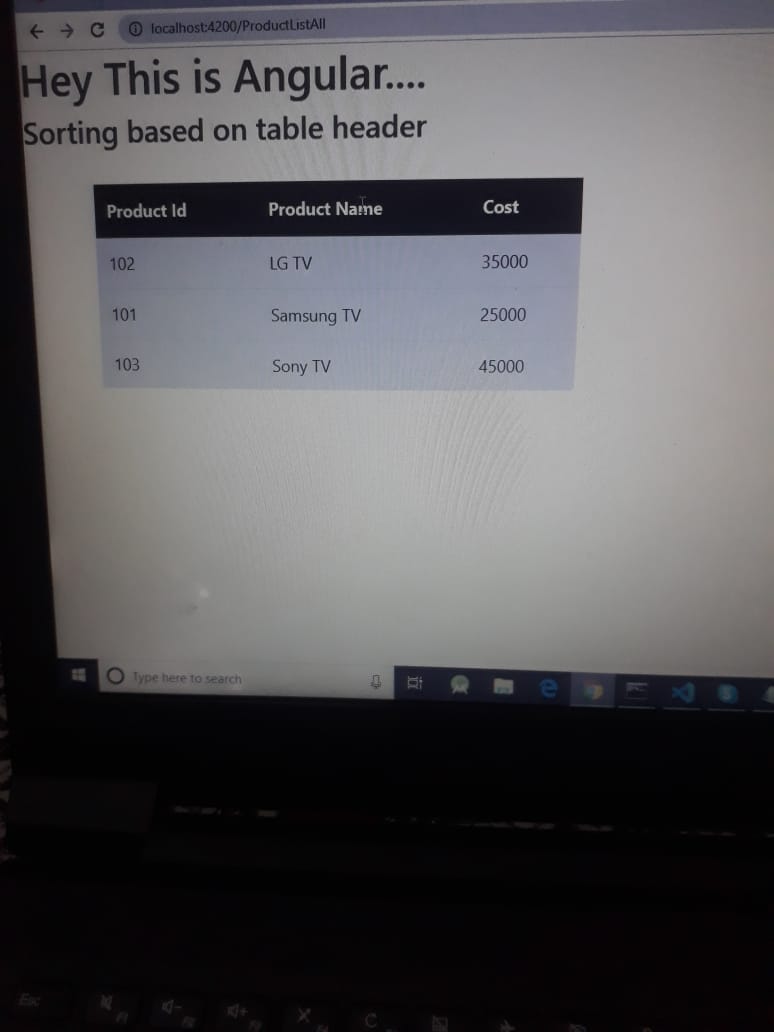 localhost:4200/ProductListAll
Hey This is Angular....
Sorting based on table header
Product Id Product Name Cost
102 LG TV 35000
101 Samsung TV 25000
103 Sony TV 45000
Type here to search
Esc